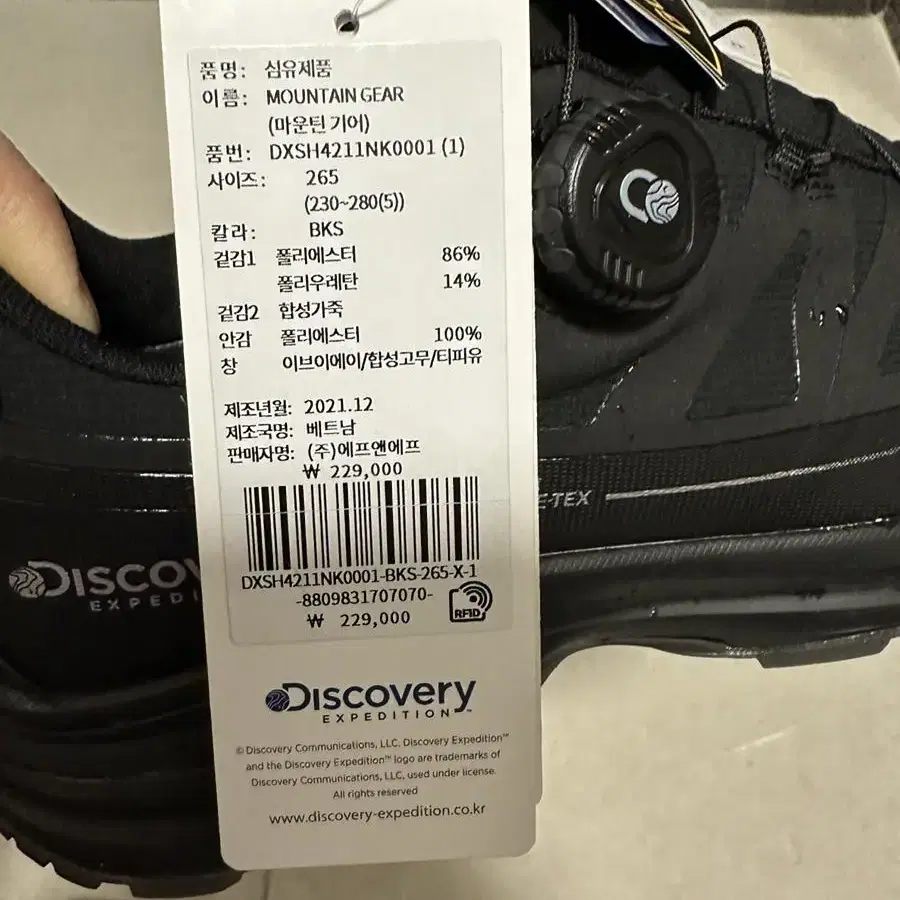 품명: 섬유제품
이름: MOUNTAIN GEAR
(마운틴 기어)
품번: DXSH4211NK0001 (1)
사이즈: 265
(230~280(5))
칼라: BKS
겉감1 폴리에스터 86%
폴리우레탄 14%
겉감2 합성가죽
안감 폴리에스터 100%
창 이브이에이/합성고무/티피유
제조년월: 2021.12
제조국명: 베트남
판매자명: (주)에프앤에프
₩ 229,000
DXSH4211NK0001-BKS-265-X-1
-8809831707070-
₩ 229,000
RFID
DISCOVERY
EXPEDITION™
© Discovery Communications, LLC. Discovery Expedition™
and the Discovery Expedition™ logo are trademarks of
Discovery Communications, LLC, used under license.
All rights reserved
www.discovery-expedition.co.kr
DISCOV
EXPEDI
E-TEX